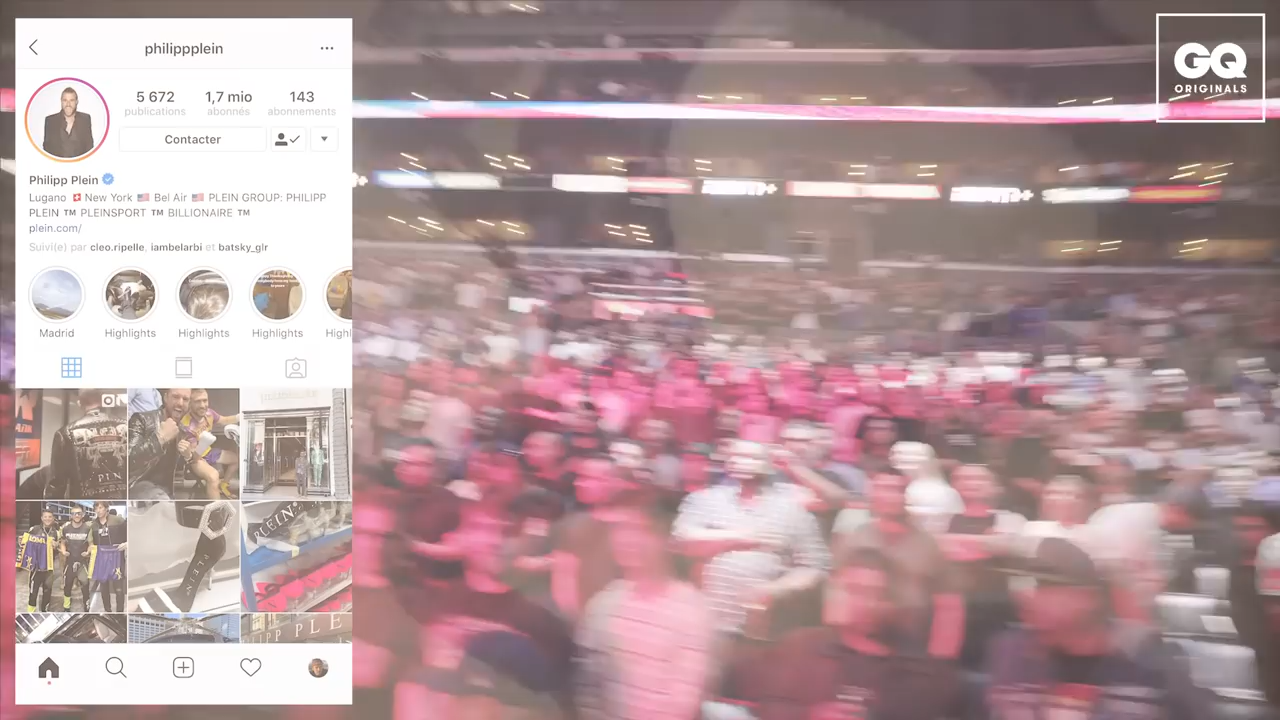 philippplein
5 672
1,7 mio
143
publications
abonnés
abonnements
Contacter
Philipp Plein
Lugano 🇨🇭 New York 🇺🇸 Bel Air 🇺🇸 PLEIN GROUP: PHILIPP
PLEIN ™ PLEINSPORT ™ BILLIONAIRE ™
plein.com/
Suivi(e) par cleo.ripelle, iambelarbi et batsky_glr
Madrid
Highlights
Highlights
Highlights
Highl
PLEIN
GQ
ORIGINALS